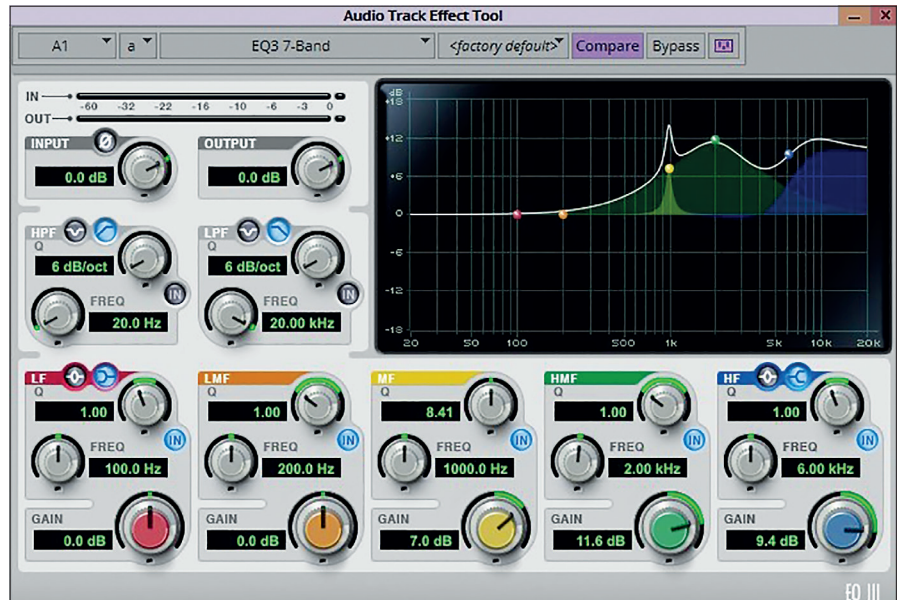 Audio Track Effect Tool
A1 a EQ3 7-Band <factory default> Compare Bypass
IN
-60 -32 -22 -16 -10 -6 -3 0
OUT
INPUT
0.0 dB
OUTPUT
0.0 dB
HPF
Q
6 dB/oct
FREQ
IN
20.0 Hz
LPF
Q
6 dB/oct
FREQ
IN
20.00 kHz
dB
+18
+12
+6
0
-6
-12
-18
20 50 100 500 1k 5k 10k 20k
LF
Q
1.00
IN
FREQ
100.0 Hz
GAIN
0.0 dB
LMF
Q
1.00
IN
FREQ
200.0 Hz
GAIN
0.0 dB
MF
Q
8.41
IN
FREQ
1000.0 Hz
GAIN
7.0 dB
HMF
Q
1.00
IN
FREQ
2.00 kHz
GAIN
11.6 dB
HF
Q
1.00
IN
FREQ
6.00 kHz
GAIN
9.4 dB
EQ III